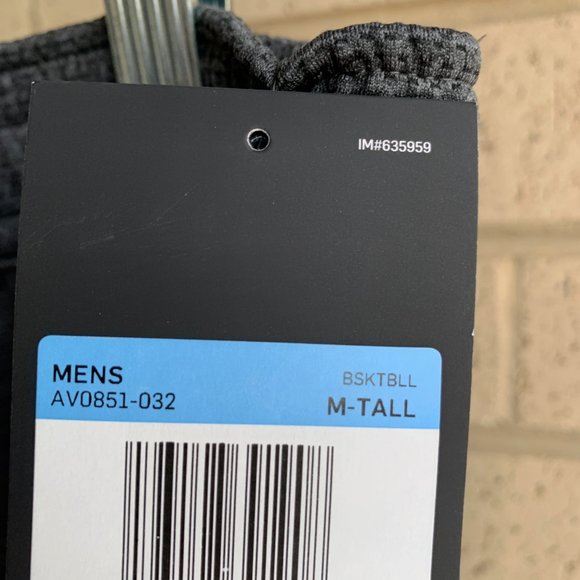 IM#635959
MENS
BSKTBLL
AV0851-032
M-TALL